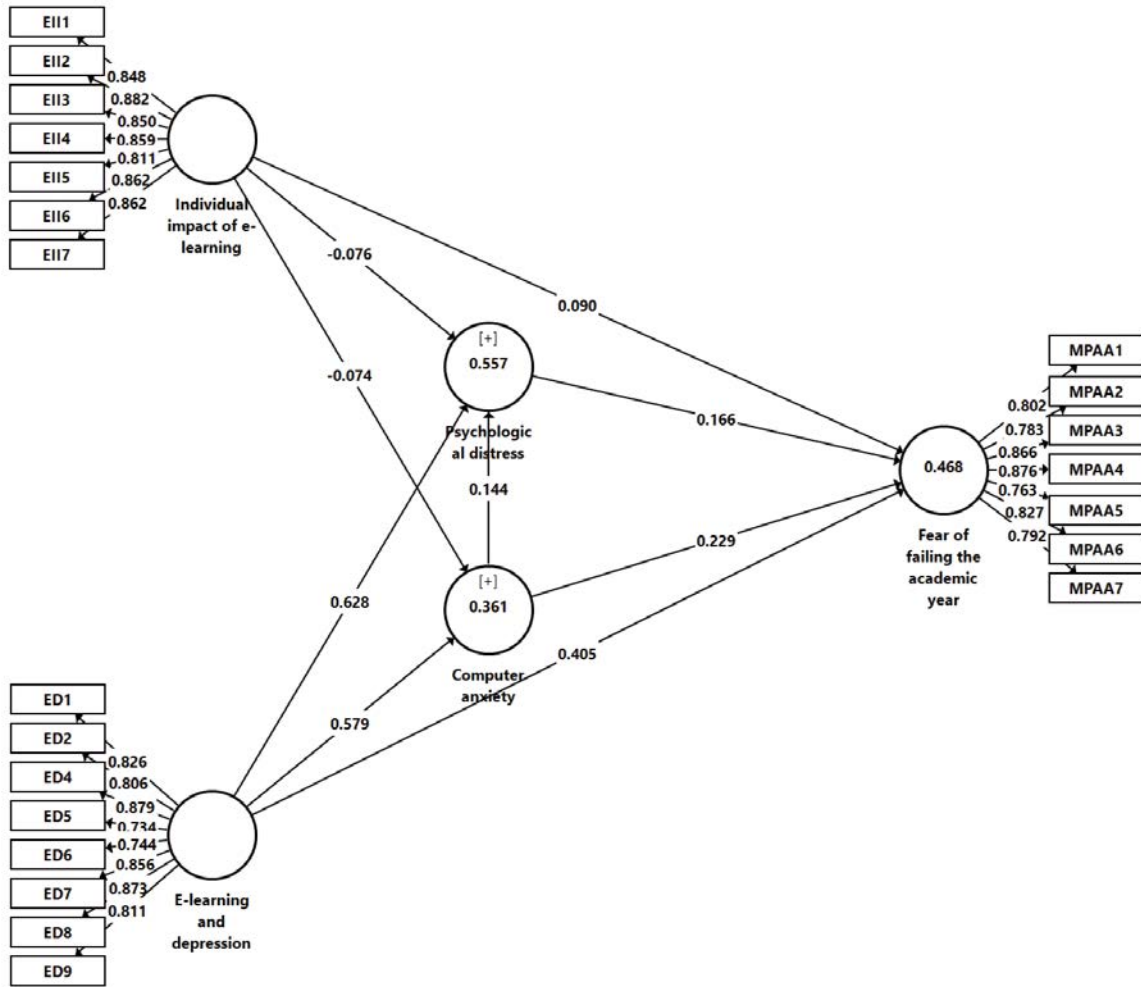 EII1
EII2
EII3
EII4
EII5
EII6
EII7
0.848
0.882
0.850
0.859
0.811
0.862
0.862
Individual
impact of e-
learning
-0.076
0.090
-0.074
[+]
0.557
Psychologic
al distress
0.166
0.144
[+]
0.361
Computer
anxiety
0.229
0.628
0.579
0.405
0.468
Fear of
failing the
academic
year
MPAA1
MPAA2
MPAA3
MPAA4
MPAA5
MPAA6
MPAA7
0.802
0.783
0.866
0.876
0.763
0.827
0.792
ED1
ED2
ED4
ED5
ED6
ED7
ED8
ED9
0.826
0.806
0.879
0.734
0.744
0.856
0.873
0.811
E-learning
and
depression